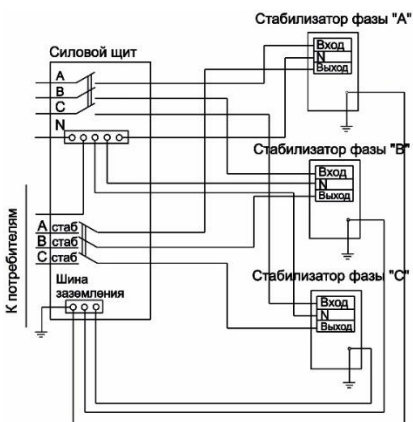 Стабилизатор фазы "А"
Силовой щит
Вход
N
Выход
А
В
С
N
Стабилизатор фазы "В"
Вход
N
Выход
К потребителям
А стаб
В стаб
С стаб
Шина
заземления
Стабилизатор фазы "С"
Вход
N
Выход